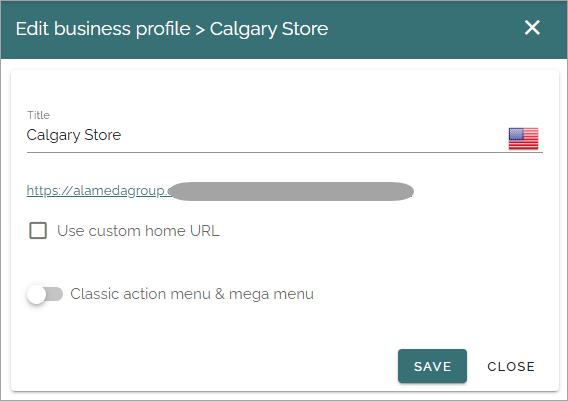 Edit business profile > Calgary Store
Title
Calgary Store
https://alamedagroup.
Use custom home URL
Classic action menu & mega menu
SAVE
CLOSE